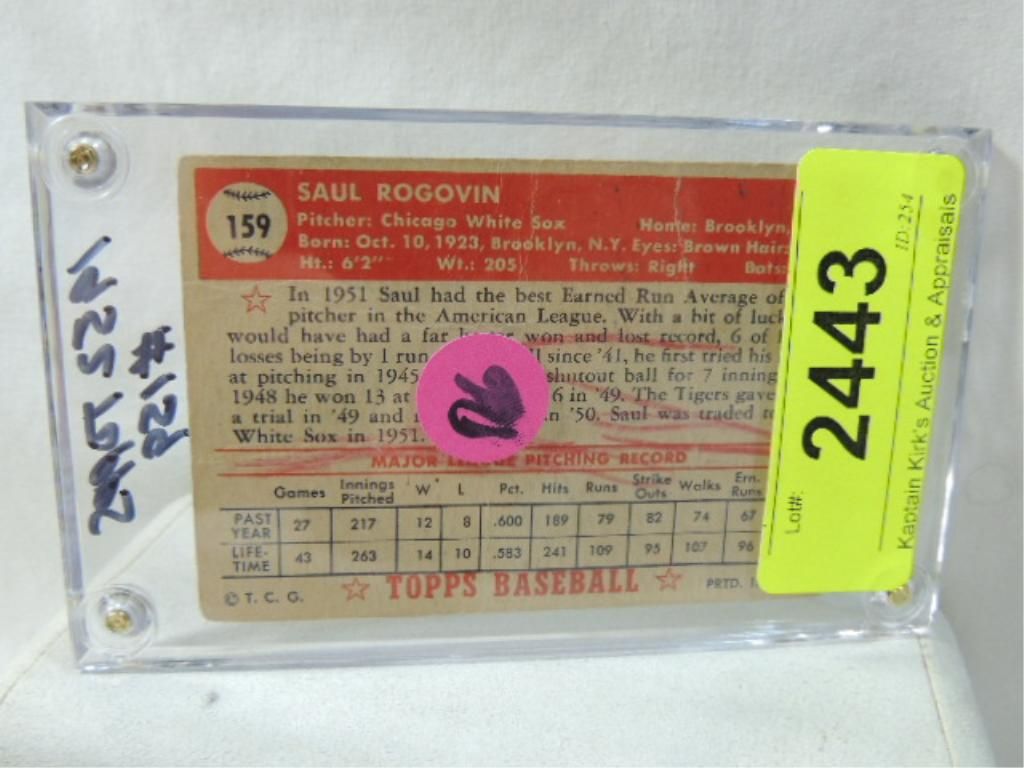 159
SAUL ROGOVIN
Pitcher: Chicago White Sox Home: Brooklyn,
Born: Oct. 10, 1923, Brooklyn, N.Y. Eyes: Brown Hair:
Ht.: 6'2" Wt.: 205 Throws: Right Bats:
In 1951 Saul had the best Earned Run Average of
pitcher in the American League. With a bit of luck
would have had a far won and lost record, 6 of
losses being by 1 run since '41, he first tried his
at pitching in 1945 shutout ball for 7 inning
1948 he won 13 at 6 in '49. The Tigers gave
a trial in '49 and in '50. Saul was traded to
White Sox in 1951.
MAJOR LEAGUE PITCHING RECORD
Games Innings Pitched W L Pct. Hits Runs Strike Outs Walks Ern. Runs
PAST YEAR 27 217 12 8 .600 189 79 82 74 67
LIFE-TIME 43 263 14 10 .583 241 109 95 107 96
© T. C. G. TOPPS BASEBALL PRTD.
Lot#:
2443
ID:254
Kaptain Kirk's Auction & Appraisals